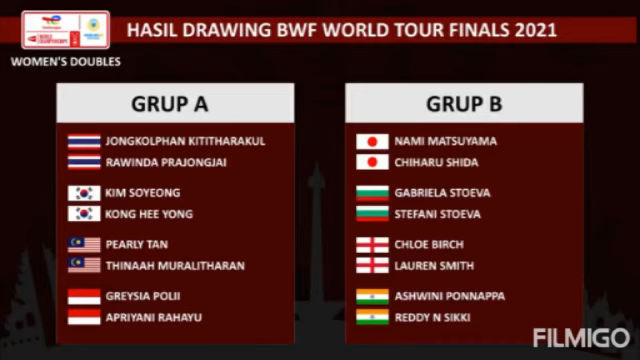 HASIL DRAWING BWF WORLD TOUR FINALS 2021
WOMEN'S DOUBLES
GRUP A
JONGKOLPHAN KITITHARAKUL
RAWINDA PRAJONGJAI
KIM SOYEONG
KONG HEE YONG
PEARLY TAN
THINAAH MURALITHARAN
GREYSIA POLII
APRIYANI RAHAYU
GRUP B
NAMI MATSUYAMA
CHIHARU SHIDA
GABRIELA STOEVA
STEFANI STOEVA
CHLOE BIRCH
LAUREN SMITH
ASHWINI PONNAPPA
REDDY N SIKKI
FILMIGO